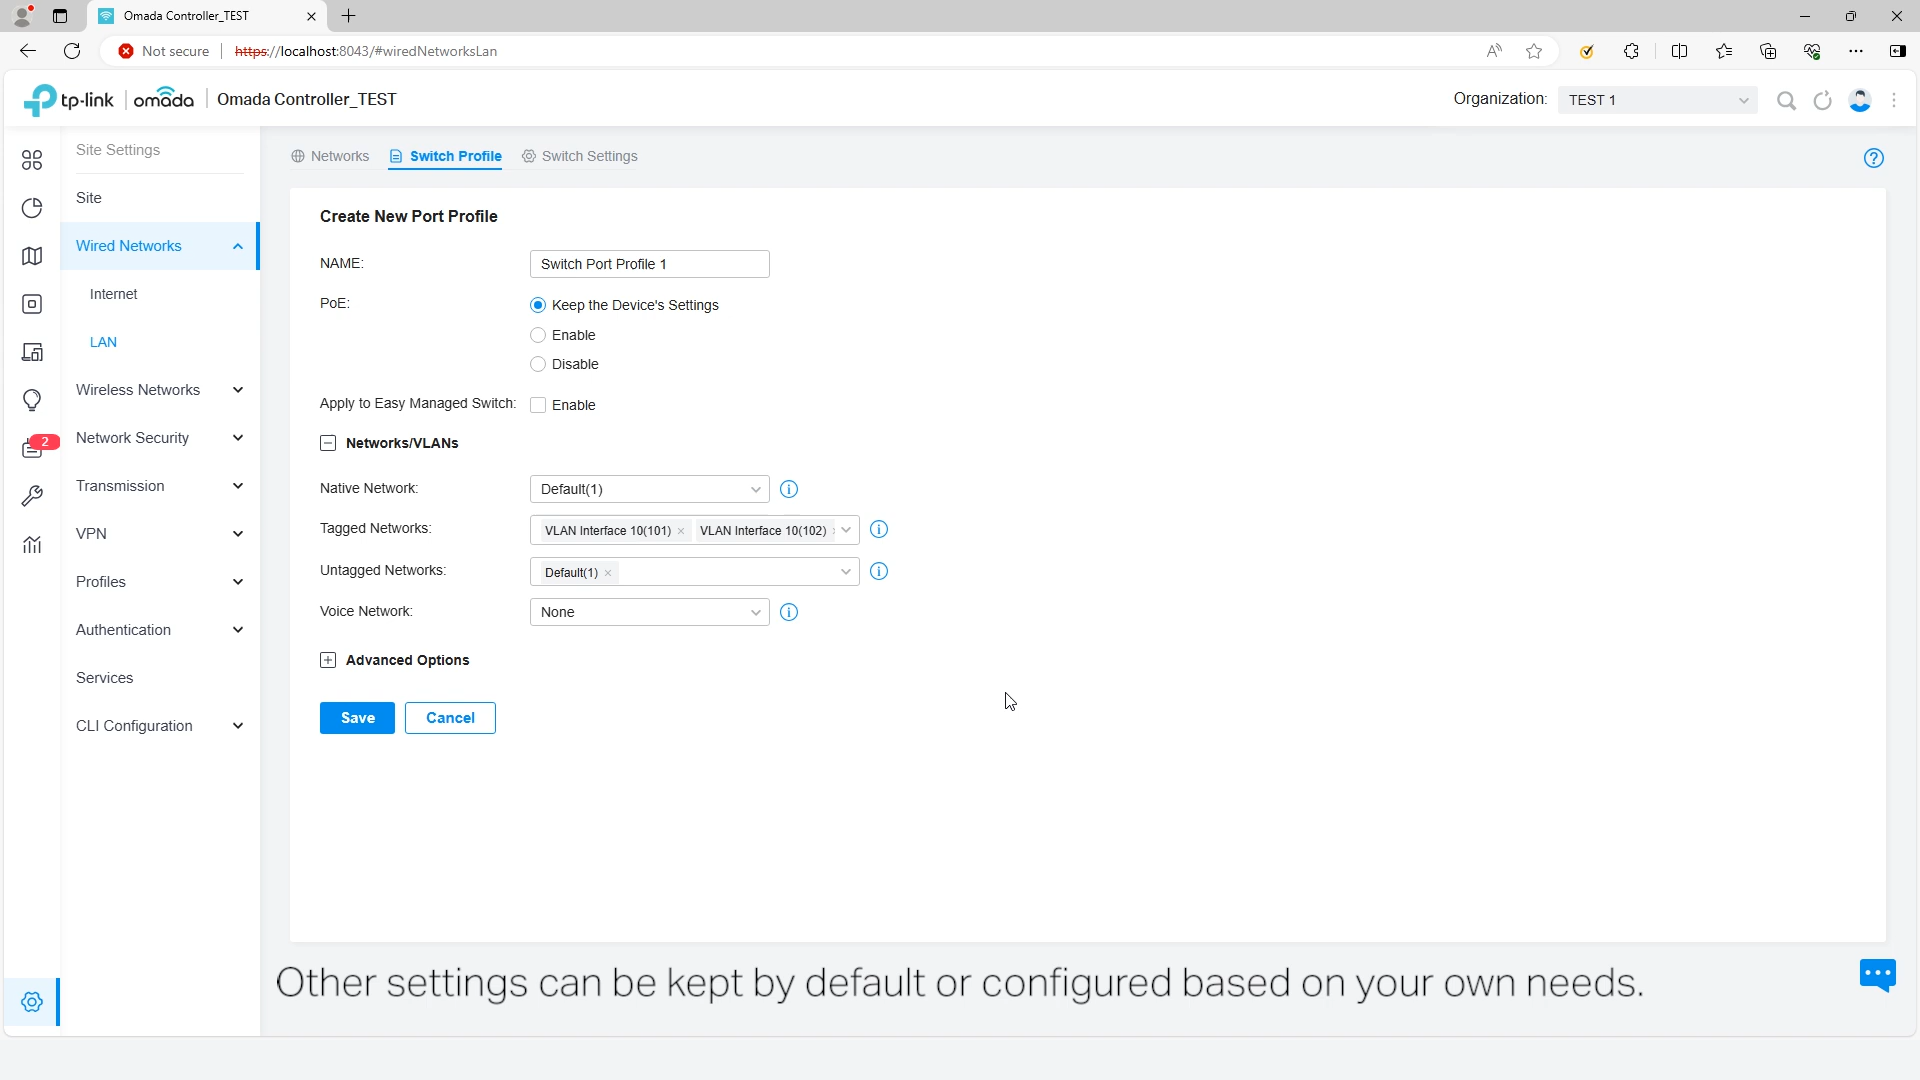 Omada Controller_TEST
Not secure
https://localhost:8043/#wiredNetworksLan
tp-link | omada | Omada Controller_TEST
Organization: TEST 1
Site Settings
Networks Switch Profile Switch Settings
Site
Wired Networks
Internet
LAN
Wireless Networks
2
Network Security
Transmission
VPN
Profiles
Authentication
Services
CLI Configuration
Create New Port Profile
NAME: Switch Port Profile 1
PoE: Keep the Device's Settings
Enable
Disable
Apply to Easy Managed Switch: Enable
Networks/VLANs
Native Network: Default(1)
Tagged Networks: VLAN Interface 10(101) × VLAN Interface 10(102)
Untagged Networks: Default(1) ×
Voice Network: None
Advanced Options
Save Cancel
Other settings can be kept by default or configured based on your own needs.